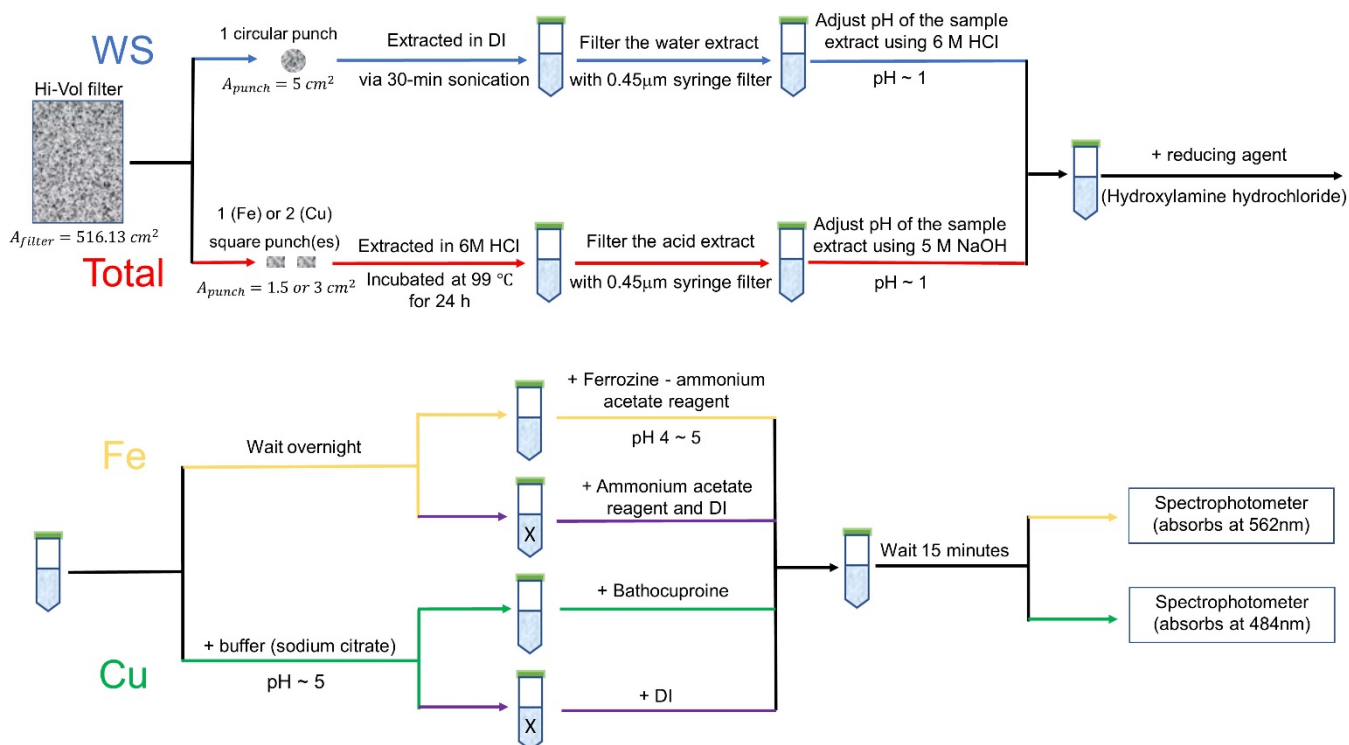 WS
1 circular punch
A_punch = 5 cm²
Extracted in DI
via 30-min sonication
Filter the water extract
with 0.45μm syringe filter
Adjust pH of the sample
extract using 6 M HCl
pH ~ 1
Hi-Vol filter
A_filter = 516.13 cm²
+ reducing agent
(Hydroxylamine hydrochloride)
Total
1 (Fe) or 2 (Cu)
square punch(es)
A_punch = 1.5 or 3 cm²
Extracted in 6M HCl
Incubated at 99 °C
for 24 h
Filter the acid extract
with 0.45μm syringe filter
Adjust pH of the sample
extract using 5 M NaOH
pH ~ 1
Fe
Wait overnight
+ Ferrozine - ammonium
acetate reagent
pH 4 ~ 5
+ Ammonium acetate
reagent and DI
X
Cu
+ buffer (sodium citrate)
pH ~ 5
+ Bathocuproine
+ DI
X
Wait 15 minutes
Spectrophotometer
(absorbs at 562nm)
Spectrophotometer
(absorbs at 484nm)